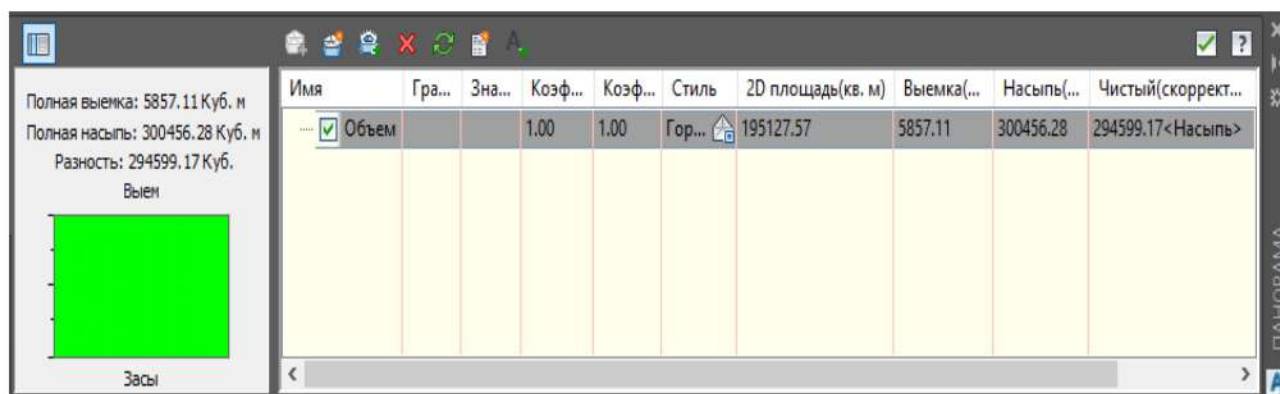 Полная выемка: 5857.11 Куб. м
Полная насыпь: 300456.28 Куб. м
Разность: 294599.17 Куб.
Выем
Засы
Имя Гра... Зна... Коэф... Коэф... Стиль 2D площадь(кв. м) Выемка(... Насыпь(... Чистый(скоррект...
Объем 1.00 1.00 Гор... 195127.57 5857.11 300456.28 294599.17<Насыпь>
ПАНОРАМА